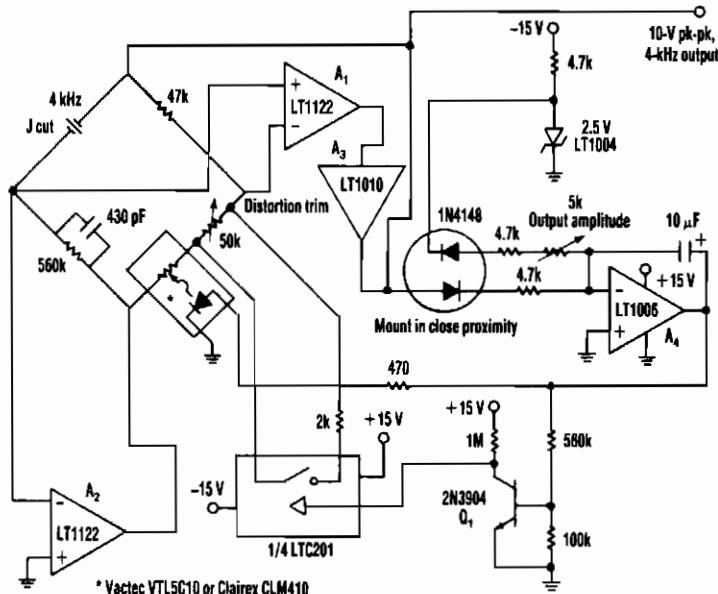 10-V pk-pk,
4-kHz output
−15 V
4.7k
2.5 V
LT1004
4 kHz
J cut
47k
A1
LT1122
+
−
A3
LT1010
Distortion trim
50k
430 pF
560k
*
1N4148
4.7k
5k
Output amplitude
4.7k
10 μF
+
Mount in close proximity
+15 V
−
LT1006
+
A4
470
2k
+15 V
−15 V
1/4 LTC201
+15 V
1M
2N3904
Q1
560k
100k
A2
−
LT1122
+
* Vactec VTL5C10 or Clairex CLM410